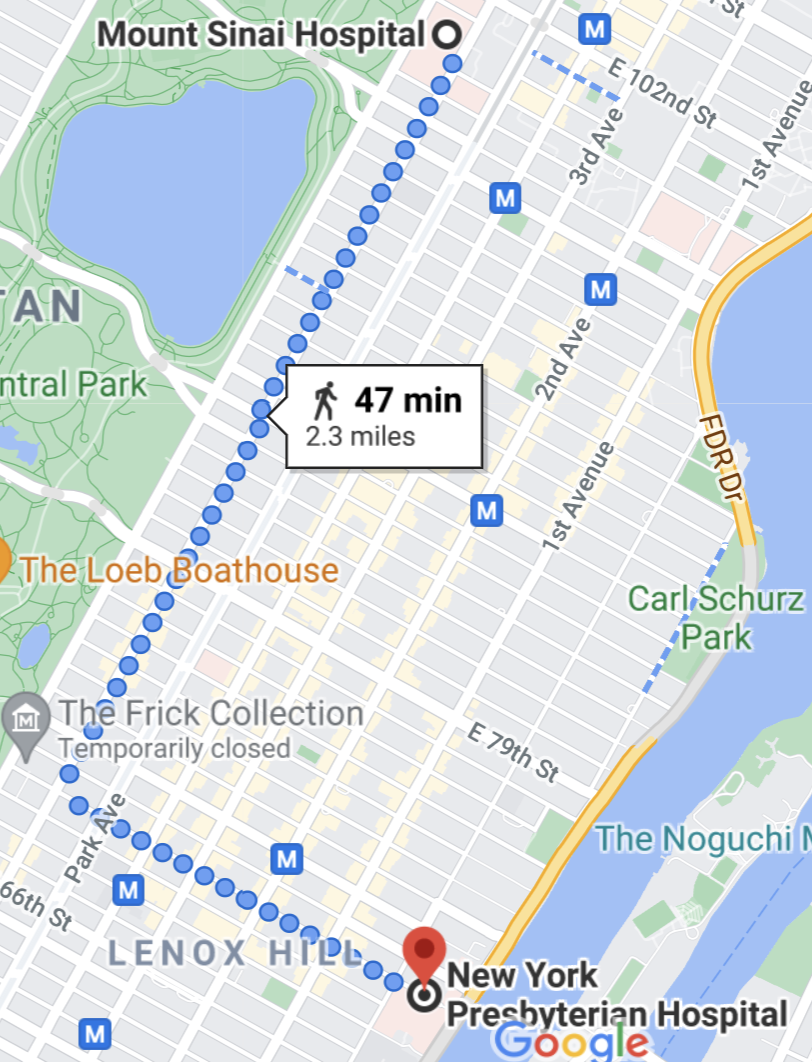 St
Mount Sinai Hospital
M
E 102nd St
3rd Ave
1st Avenue
M
M
TAN
2nd Ave
ntral Park
47 min
2.3 miles
FDR Dr
1st Avenue
M
The Loeb Boathouse
Carl Schurz
Park
The Frick Collection
Temporarily closed
E 79th St
Park Ave
The Noguchi M
M
M
66th St
LENOX HILL
New York
Presbyterian Hospital
M
Google